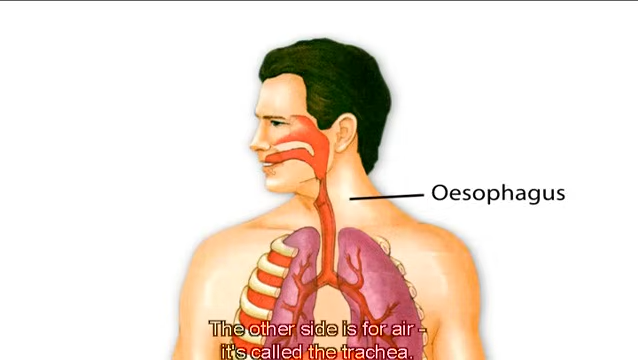 Oesophagus
The other side is for air -
it's called the trachea.